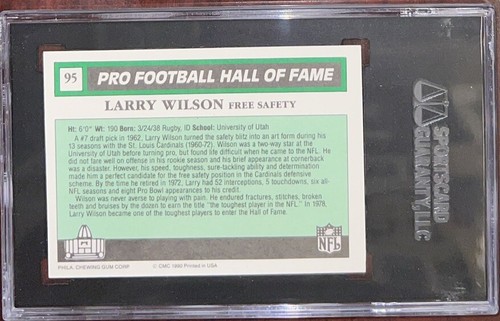 95 PRO FOOTBALL HALL OF FAME
LARRY WILSON FREE SAFETY
Ht: 6'0" Wt: 190 Born: 3/24/38 Rugby, ID School: University of Utah
A #7 draft pick in 1962, Larry Wilson turned the safety blitz into an art form during his
13 seasons with the St. Louis Cardinals (1960-72). Wilson was a two-way star at the
University of Utah before turning pro, but found life difficult when he came to the NFL. He
did not fare well on offense in his rookie season and his brief appearance at cornerback
was a disaster. However, his speed, toughness, sure-tackling ability and determination
made him a perfect candidate for the free safety position in the Cardinals defensive
scheme. By the time he retired in 1972, Larry had 52 interceptions, 5 touchdowns, six all-
NFL seasons and eight Pro Bowl appearances to his credit.
Wilson was never averse to playing with pain. He endured fractures, stitches, broken
teeth and bruises by the dozen to earn the title "the toughest player in the NFL." In 1978,
Larry Wilson became one of the toughest players to enter the Hall of Fame.
NFL
PHILA. CHEWING GUM CORP. © CMC 1990 Printed in USA
SPORTSCARD
GUARANTY, LLC